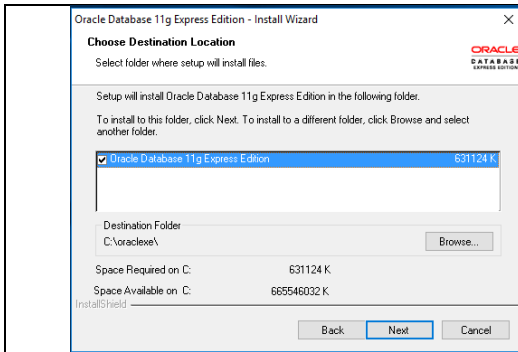 Oracle Database 11g Express Edition - Install Wizard
Choose Destination Location
Select folder where setup will install files.
ORACLE
DATABASE
EXPRESS EDITION
Setup will install Oracle Database 11g Express Edition in the following folder.
To install to this folder, click Next. To install to a different folder, click Browse and select
another folder.
Oracle Database 11g Express Edition 631124 K
Destination Folder
C:\oraclexe\ Browse...
Space Required on C: 631124 K
Space Available on C: 665546032 K
InstallShield
Back Next Cancel